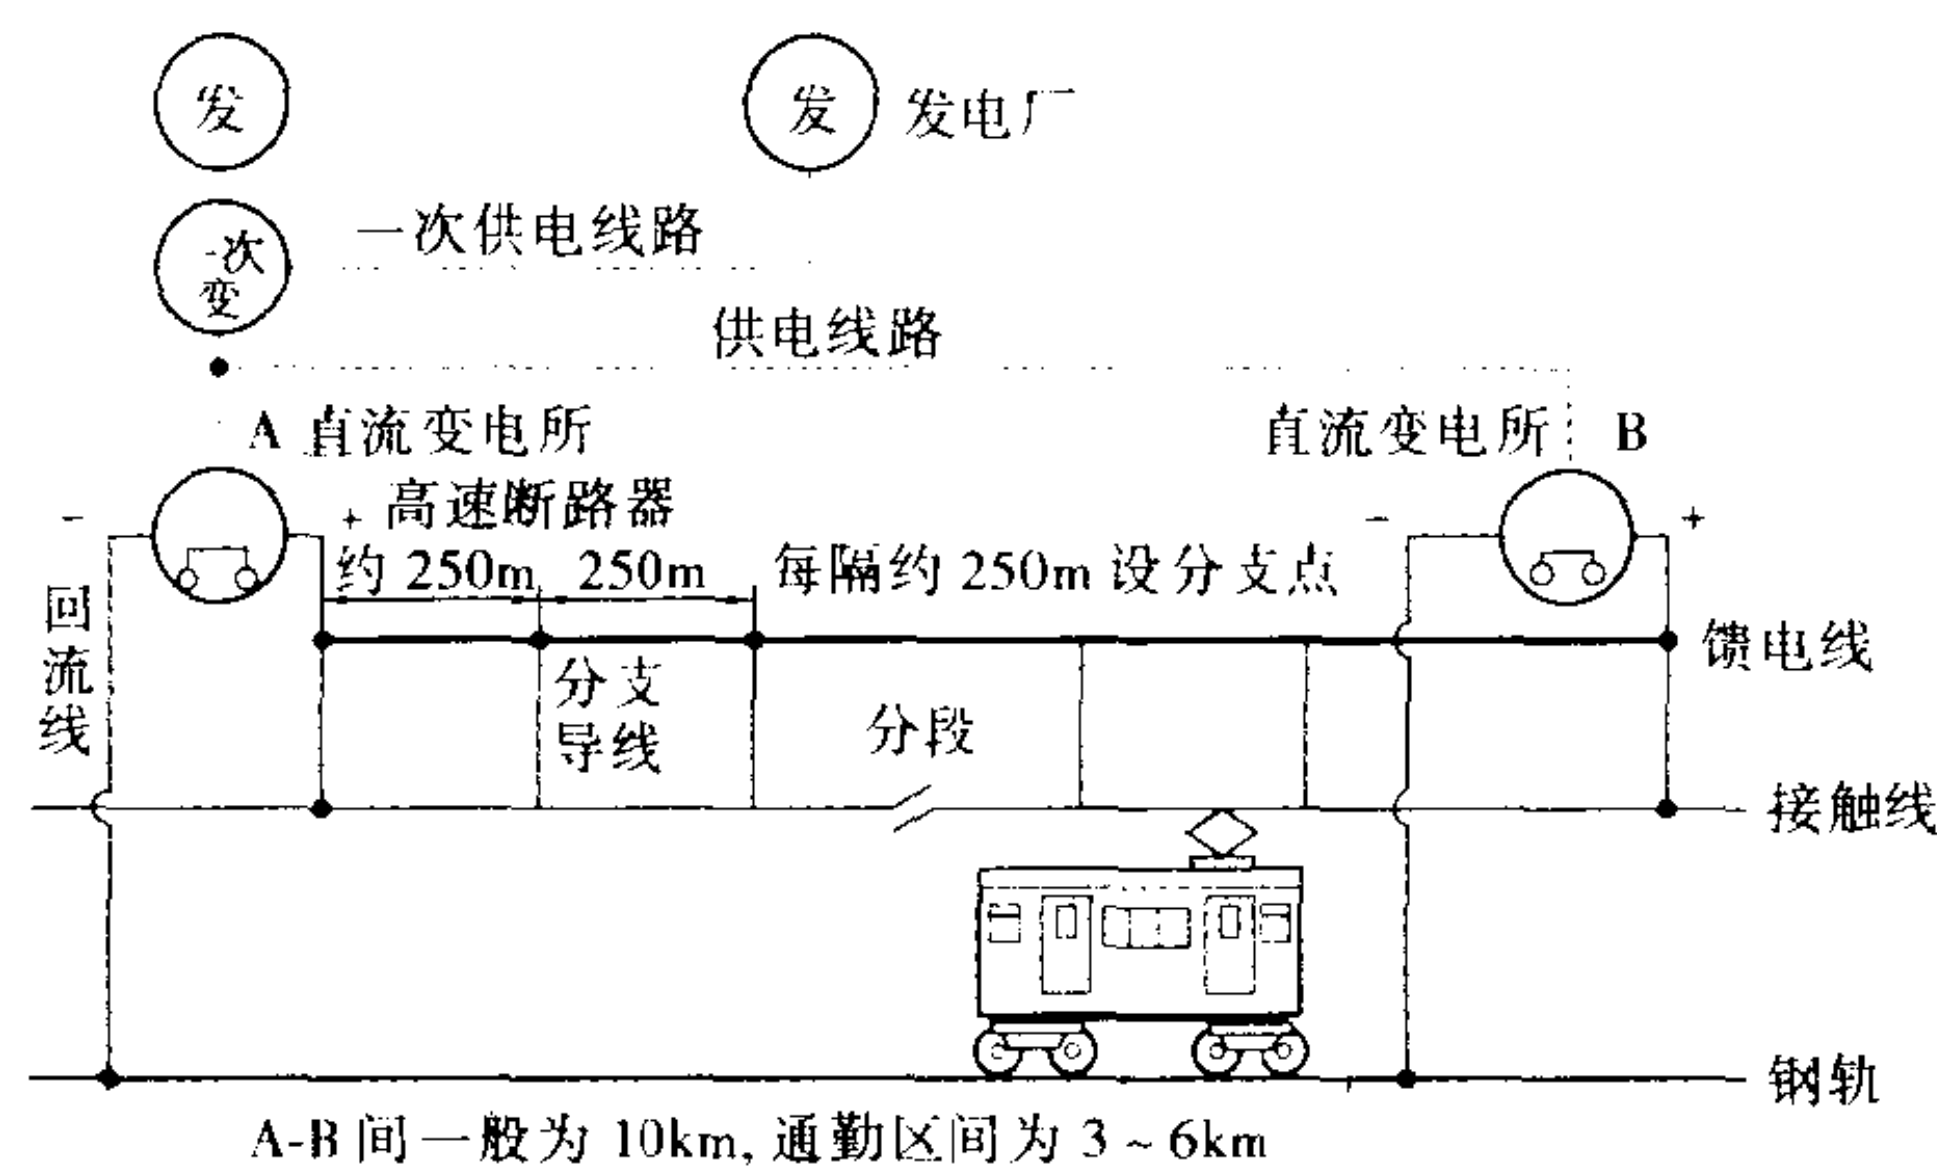 发
发
发电厂
一次供电线路
一次
变
供电线路
A 直流变电所
直流变电所 B
高速断路器
-
+
-
+
约 250m
250m
每隔约 250m 设分支点
回流线
馈电线
分支
导线
分段
接触线
钢轨
A-B 间一般为 10km, 通勤区间为 3 ~ 6km